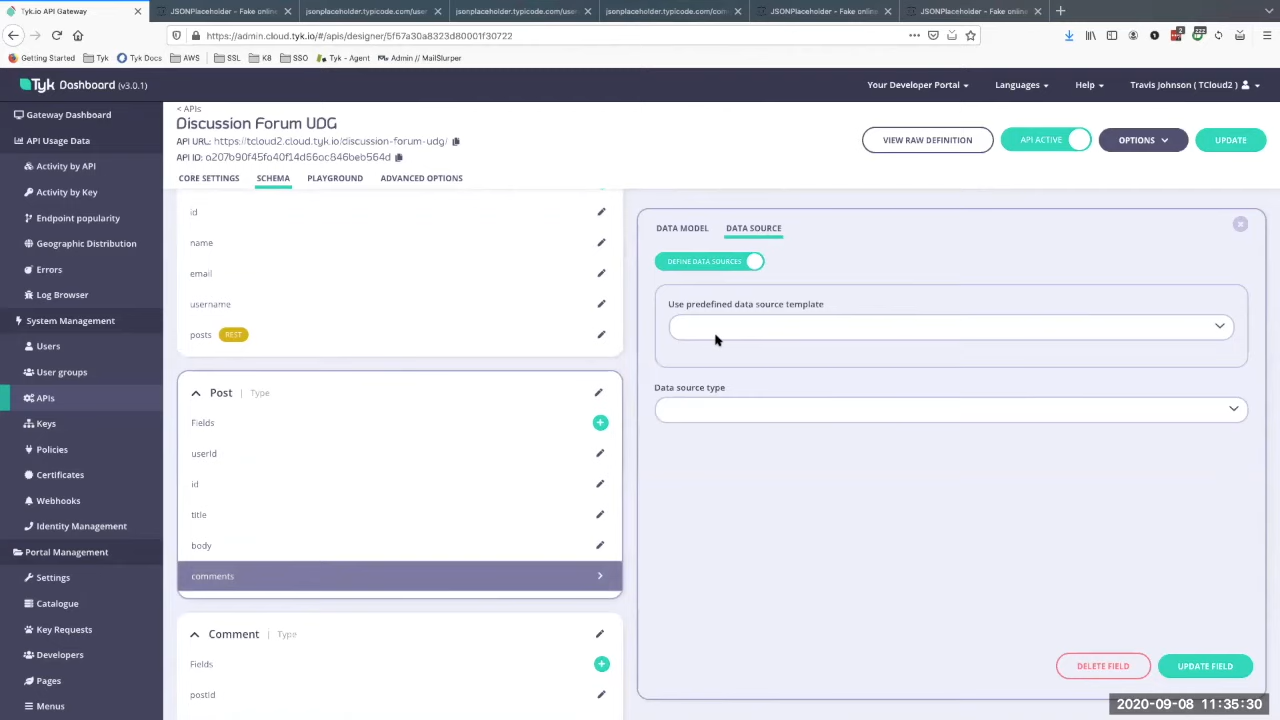 Tyk.io API Gateway
JSONPlaceholder - Fake online
jsonplaceholder.typicode.com/user
jsonplaceholder.typicode.com/use
jsonplaceholder.typicode.com/com
JSONPlaceholder - Fake online
JSONPlaceholder - Fake online
https://admin.cloud.tyk.io/#/apis/designer/5f57a30a8323d80001f30722
Getting Started
Tyk
Tyk Docs
AWS
SSL
K8
SSO
Tyk - Agent
Admin // MailSlurper
Tyk Dashboard (v3.0.1)
Your Developer Portal
Languages
Help
Travis Johnson ( TCloud2 )
Gateway Dashboard
API Usage Data
Activity by API
Activity by Key
Endpoint popularity
Geographic Distribution
Errors
Log Browser
System Management
Users
User groups
APIs
Keys
Policies
Certificates
Webhooks
Identity Management
Portal Management
Settings
Catalogue
Key Requests
Developers
Pages
Menus
< APIs
Discussion Forum UDG
API URL: https://tcloud2.cloud.tyk.io/discussion-forum-udg/
API ID: a207b90f45fa40f14d66ac846beb564d
VIEW RAW DEFINITION
API ACTIVE
OPTIONS
UPDATE
CORE SETTINGS
SCHEMA
PLAYGROUND
ADVANCED OPTIONS
id
name
email
username
posts REST
Post | Type
Fields
userId
id
title
body
comments
Comment | Type
Fields
postId
DATA MODEL
DATA SOURCE
DEFINE DATA SOURCES
Use predefined data source template
Data source type
DELETE FIELD
UPDATE FIELD
2020-09-08 11:35:30